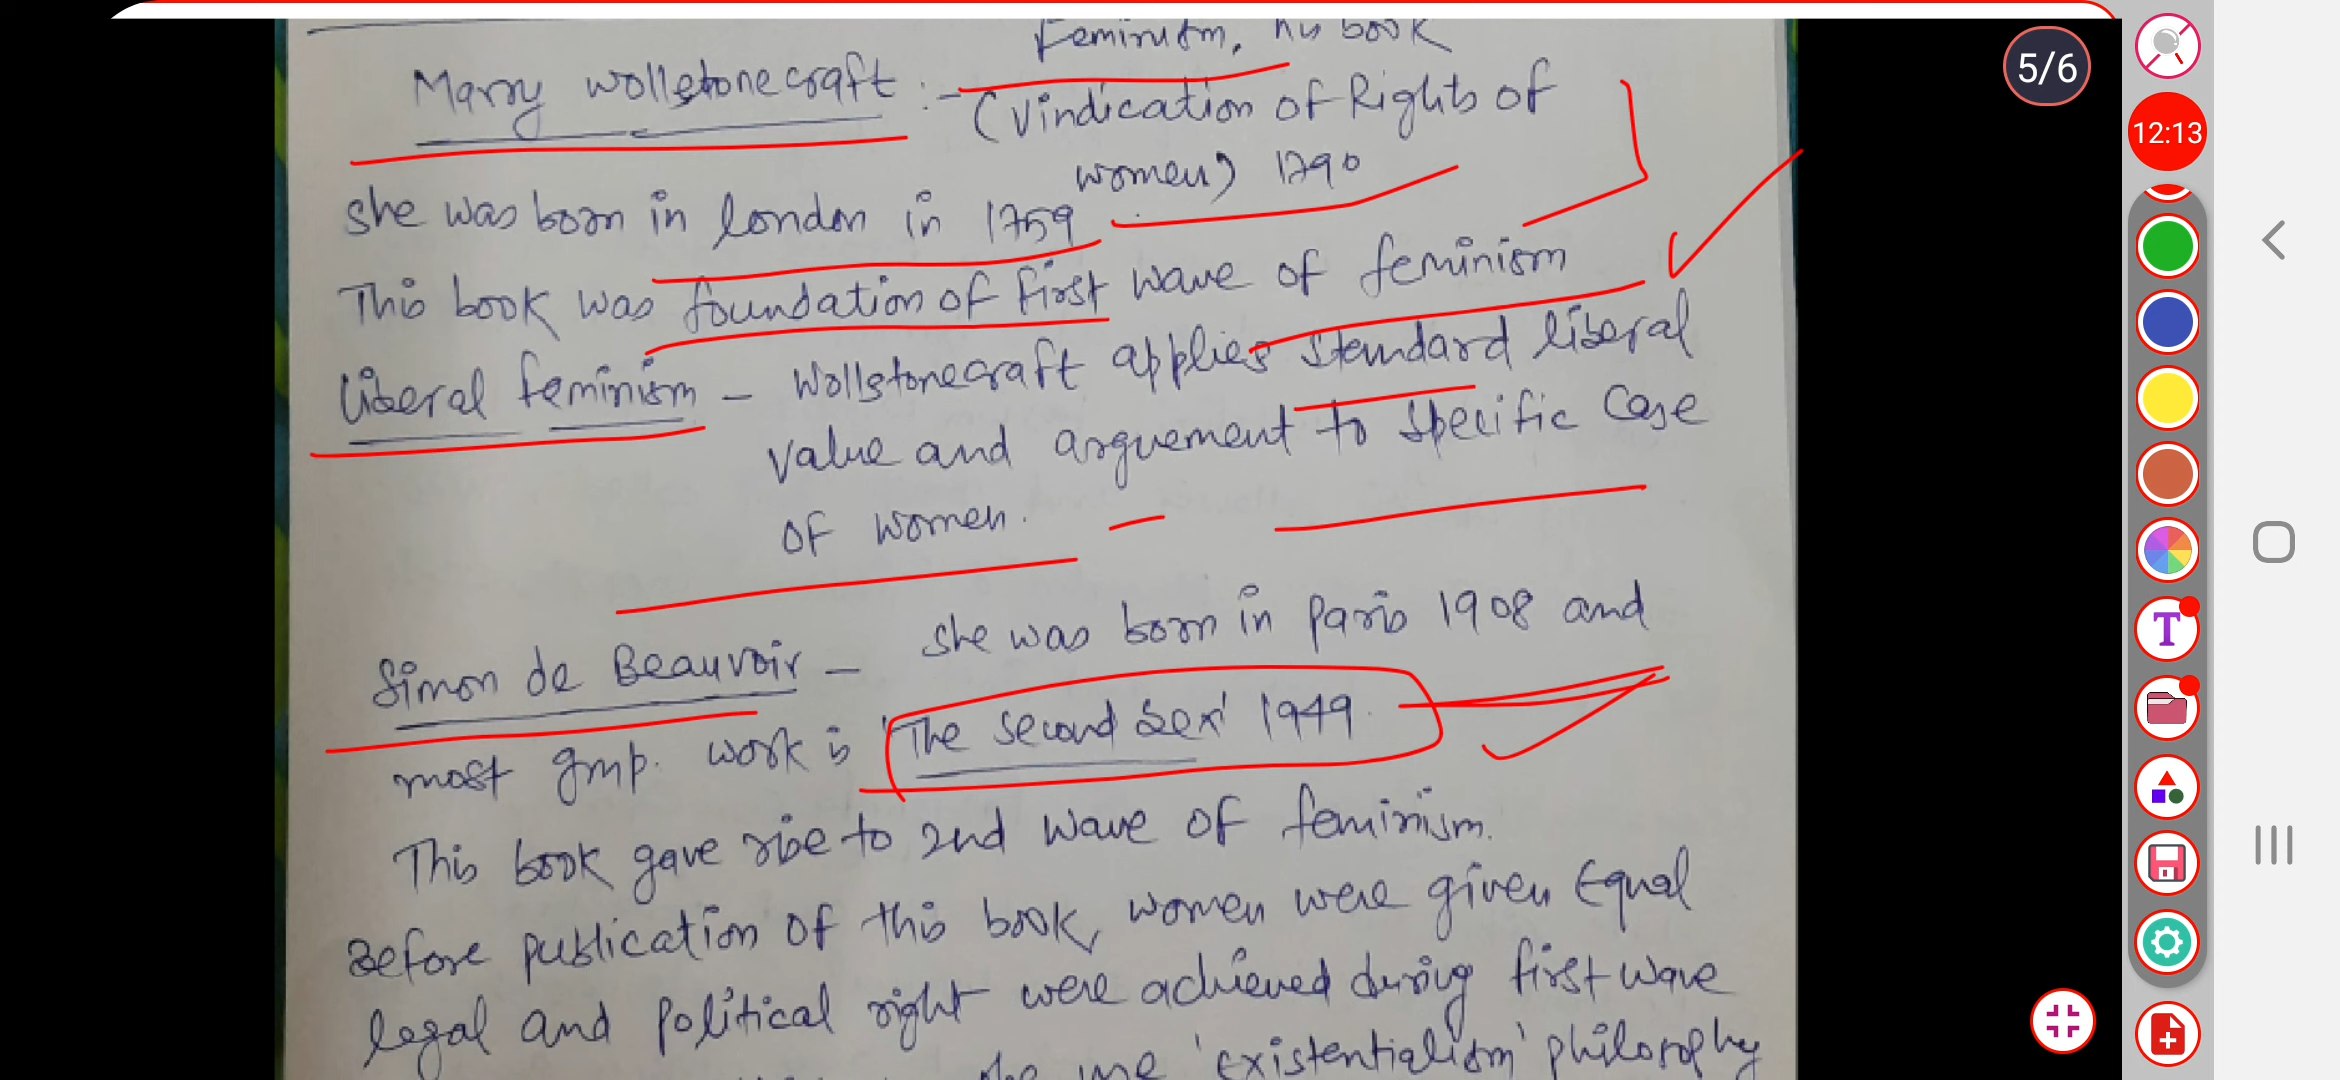 Feminism, his book
Marry wollstonecraft :- (Vindication of Rights of
women) 1790
she was born in london in 1759
This book was foundation of first wave of feminism
liberal feminism - Wollstonecraft applies standard liberal
value and arguement to specific case
of women.
Simon de Beauvoir - she was born in paris 1908 and
most imp. work is 'The second sex' 1949.
This book gave rise to 2nd wave of feminism.
Before publication of this book, women were given Equal
legal and political right were achieved during first wave
'existentialism' philosophy
5/6
12:13
T